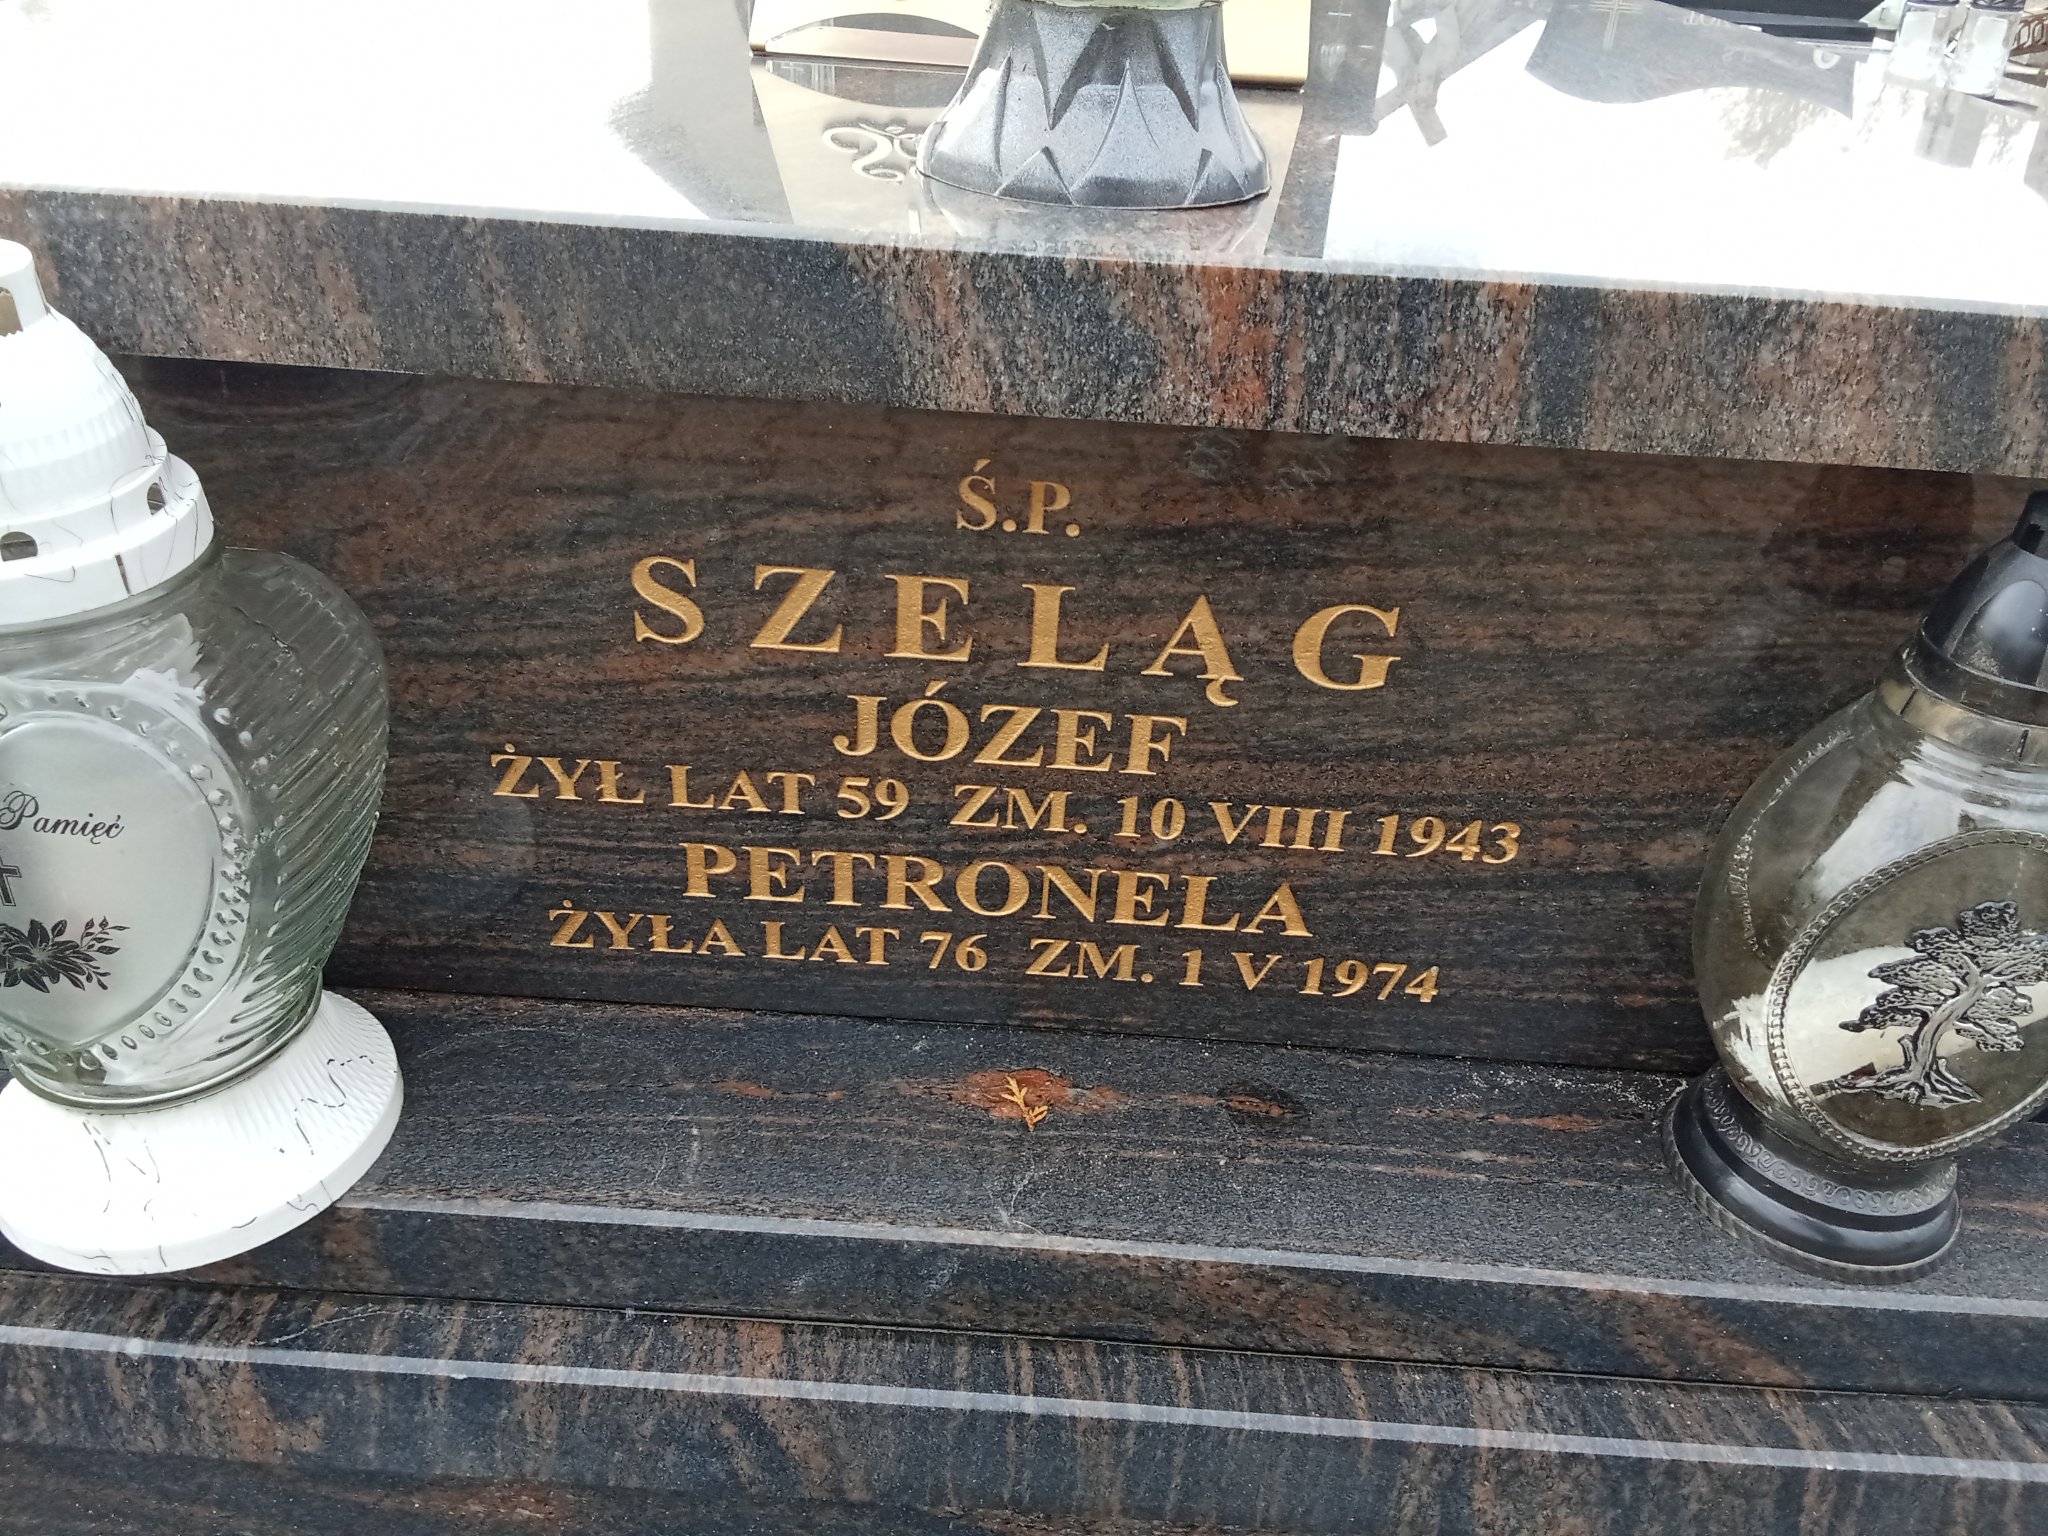 Ś.P.
SZELĄG
JÓZEF
ŻYŁ LAT 59 ZM. 10 VIII 1943
PETRONELA
ŻYŁA LAT 76 ZM. 1 V 1974
Pamięć